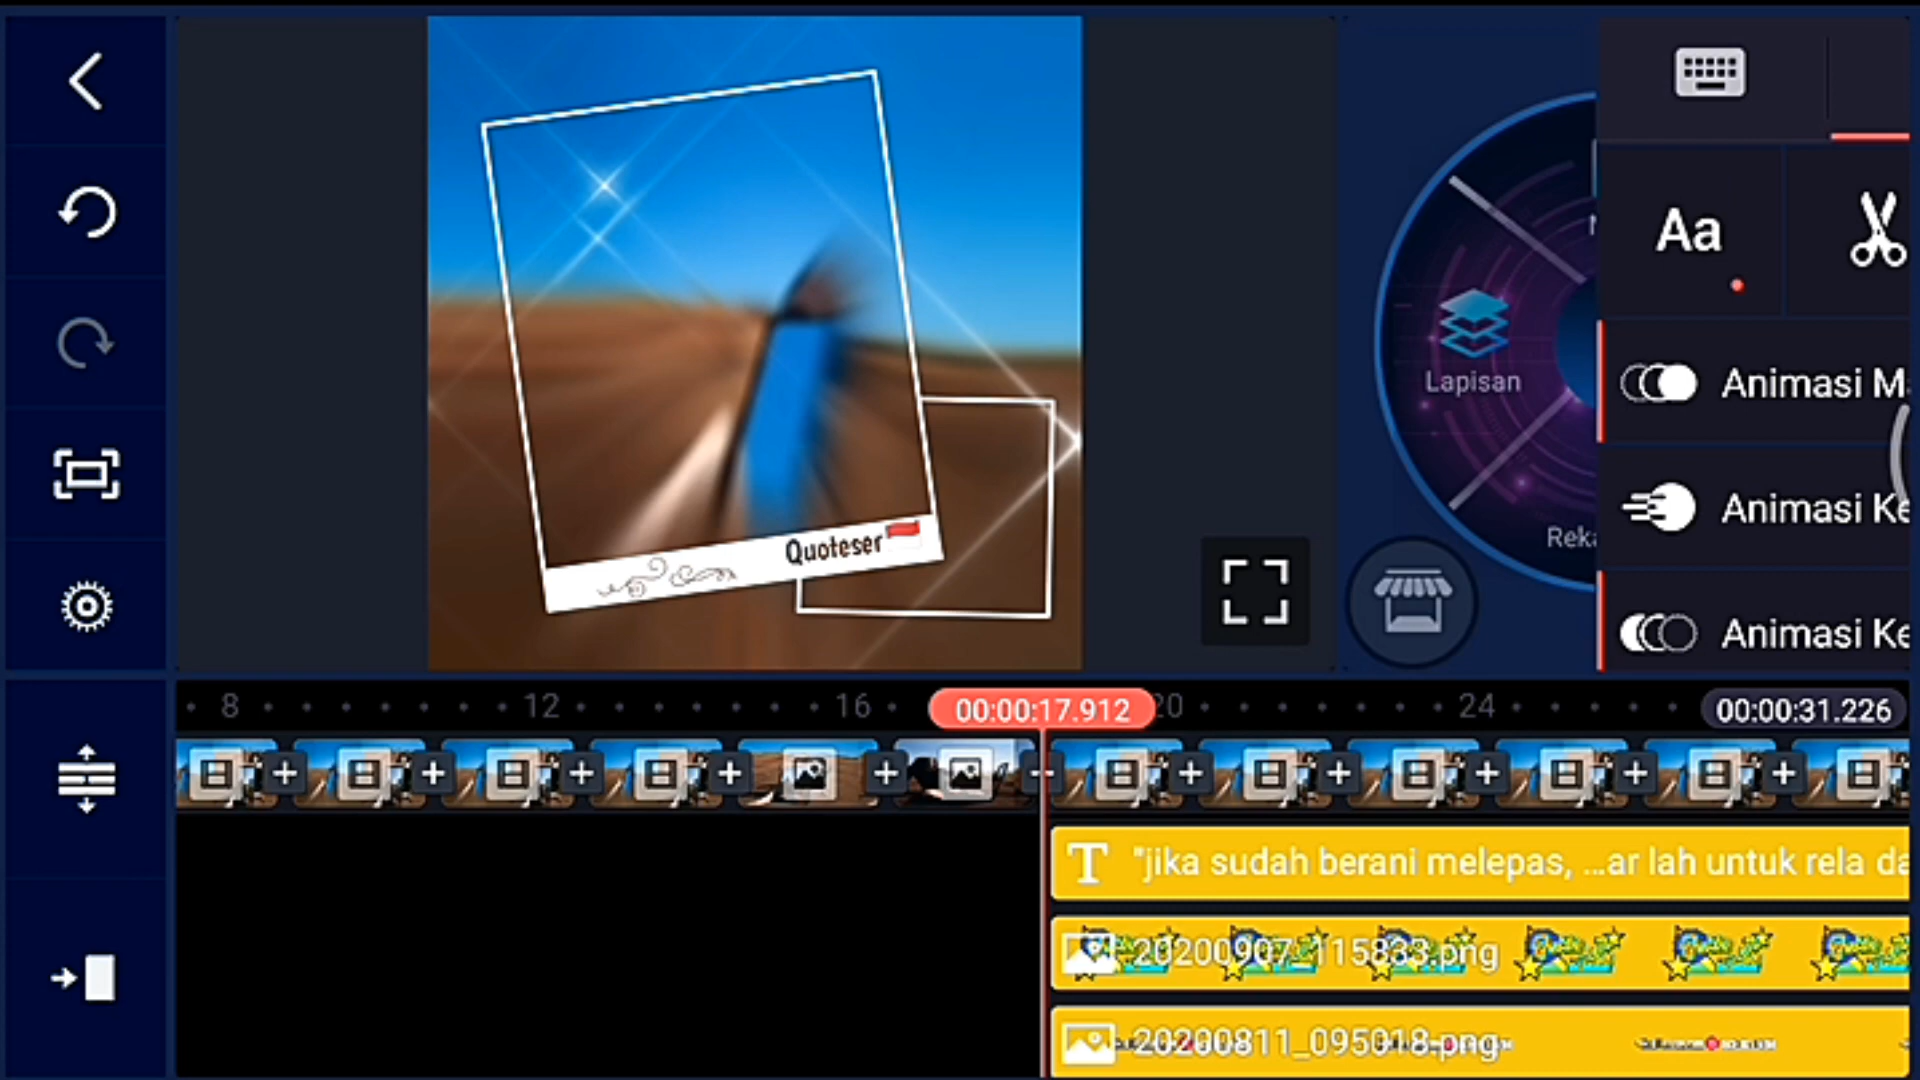 Aa
Lapisan
Animasi M
Animasi Ke
Reka
Animasi Ke
Quoteser
8
12
16
00:00:17.912
20
24
00:00:31.226
T
"jika sudah berani melepas, ...ar lah untuk rela da
20200907_115833.png
20200811_095018.png